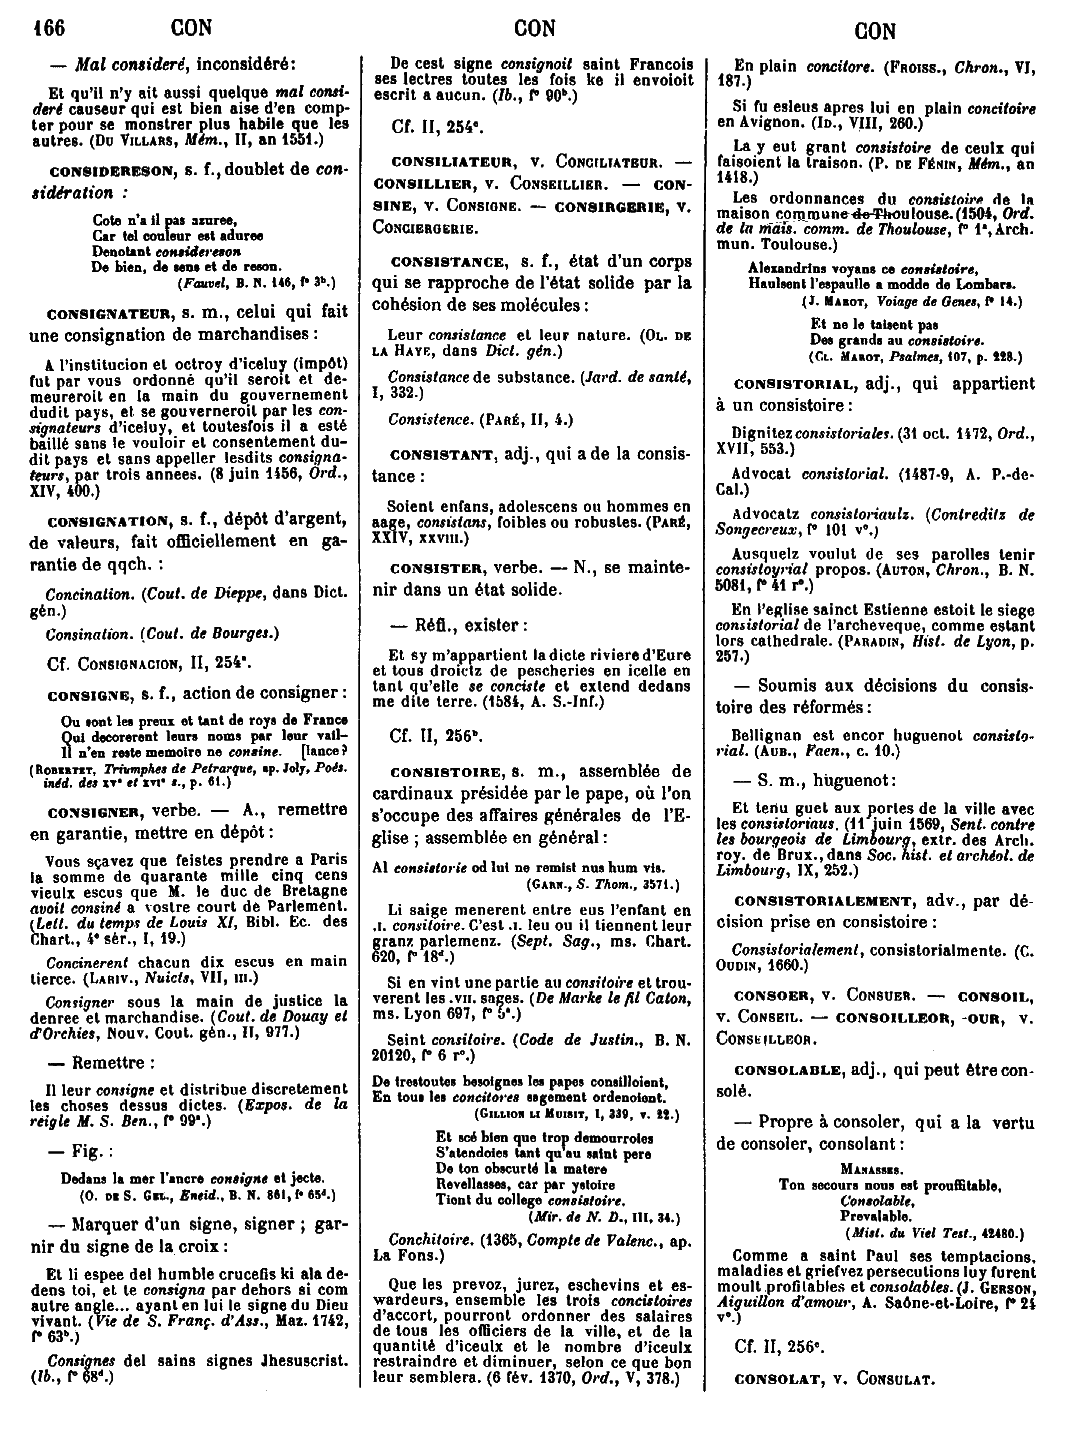 166 CON CON CON
— Mal consideré, inconsidéré:
Et qu'il n'y ait aussi quelque mal consi-
deré causeur qui est bien aise d'en comp-
ter pour se monstrer plus habile que les
autres. (DU VILLARS, Mém., II, an 1551.)
CONSIDERESON, s. f., doublet de con-
sidération :
Cote n'a il pas azuree,
Car tel couleur est aduree
Denotant considereson
De bien, de sens et de reson.
(Fauvel, B. N. 146, f° 3ᵇ.)
CONSIGNATEUR, s. m., celui qui fait
une consignation de marchandises :
A l'institucion et octroy d'iceluy (impôt)
fut par vous ordonné qu'il seroit et de-
meureroit en la main du gouvernement
dudit pays, et se gouverneroit par les con-
signateurs d'iceluy, et toutesfois il a esté
baillé sans le vouloir et consentement du-
dit pays et sans appeller lesdits consigna-
teurs, par trois annees. (8 juin 1456, Ord.,
XIV, 400.)
CONSIGNATION, s. f., dépôt d'argent,
de valeurs, fait officiellement en ga-
rantie de qqch. :
Concination. (Cout. de Dieppe, dans Dict.
gén.)
Consination. (Cout. de Bourges.)
Cf. CONSIGNACION, II, 254ᵃ.
CONSIGNE, s. f., action de consigner :
Ou sont les preux et tant de roys de France
Qui decorerent leurs noms par leur vail-
Il n'en reste memoire ne consine. [lance?
(ROBERTET, Triumphes de Petrarque, ap. Joly, Poés.
inéd. des XVᵉ et XVIᵉ s., p. 61.)
CONSIGNER, verbe. — A., remettre
en garantie, mettre en dépôt :
Vous sçavez que feistes prendre a Paris
la somme de quarante mille cinq cens
vieulx escus que M. le duc de Bretagne
avoit consiné a vostre court de Parlement.
(Lett. du temps de Louis XI, Bibl. Ec. des
Chart., 4ᵉ sér., I, 19.)
Concinerent chacun dix escus en main
tierce. (LARIV., Nuicts, VII, III.)
Consigner sous la main de justice la
denree et marchandise. (Cout. de Douay et
d'Orchies, Nouv. Cout. gén., II, 977.)
— Remettre :
Il leur consigne et distribue discretement
les choses dessus dictes. (Expos. de la
reigle M. S. Ben., f° 99ᵃ.)
— Fig. :
Dedans la mer l'ancre consigne et jecte.
(O. DE S. GEL., Eneid., B. N. 861, f° 65ᵈ.)
— Marquer d'un signe, signer ; gar-
nir du signe de la croix :
Et li espee del humble crucefis ki ala de-
dens toi, et te consigna par dehors si com
autre angle... ayant en lui le signe du Dieu
vivant. (Vie de S. Franç. d'Ass., Maz. 1742,
f° 63ᵇ.)
Consignes del sains signes Jhesuscrist.
(Ib., f° 68ᵈ.)
De cest signe consignoit saint Francois
ses lectres toutes les fois ke il envoioit
escrit a aucun. (Ib., f° 90ᵇ.)
Cf. II, 254ᶜ.
CONSILIATEUR, v. CONCILIATEUR. —
CONSILLIER, v. CONSEILLIER. — CON-
SINE, v. CONSIGNE. — CONSIRGERIE, v.
CONCIERGERIE.
CONSISTANCE, s. f., état d'un corps
qui se rapproche de l'état solide par la
cohésion de ses molécules :
Leur consistance et leur nature. (OL. DE
LA HAYE, dans Dict. gén.)
Consistance de substance. (Jard. de santé,
I, 332.)
Consistence. (PARÉ, II, 4.)
CONSISTANT, adj., qui a de la consis-
tance :
Soient enfans, adolescens ou hommes en
aage, consistans, foibles ou robustes. (PARÉ,
XXIV, XXVIII.)
CONSISTER, verbe. — N., se mainte-
nir dans un état solide.
— Réfl., exister :
Et sy m'appartient la dicte riviere d'Eure
et tous droictz de pescheries en icelle en
tant qu'elle se conciste et extend dedans
me dite terre. (1584, A. S.-Inf.)
Cf. II, 256ᵇ.
CONSISTOIRE, s. m., assemblée de
cardinaux présidée par le pape, où l'on
s'occupe des affaires générales de l'E-
glise ; assemblée en général :
Al consistorie od lui ne remist nus hum vis.
(GARN., S. Thom., 3571.)
Li saige menerent entre eus l'enfant en
.I. consitoire. C'est .I. leu ou il tiennent leur
granz parlemenz. (Sept. Sag., ms. Chart.
620, f° 18ᵈ.)
Si en vint une partie au consitoire et trou-
verent les .VII. sages. (De Marke le fil Caton,
ms. Lyon 697, f° 5ᵃ.)
Seint consitoire. (Code de Justin., B. N.
20120, f° 6 r°.)
De trestoutes besoignes les papes consilloient,
En tous les concitores sagement ordenoient.
(GILLION LI MUISIT, I, 339, v. 22.)
Et scé bien que trop demourroies
S'atendoies tant qu'au saint pere
De ton obscurté la matere
Revellasses, car par ystoire
Tiont du college consistoire.
(Mir. de N. D., III, 34.)
Conchitoire. (1365, Compte de Valenc., ap.
La Fons.)
Que les prevoz, jurez, eschevins et es-
wardeurs, ensemble les trois concistoires
d'accort, pourront ordonner des salaires
de tous les officiers de la ville, et de la
quantité d'iceulx et le nombre d'iceulx
restraindre et diminuer, selon ce que bon
leur semblera. (6 fév. 1370, Ord., V, 378.)
En plain concitore. (FROISS., Chron., VI,
187.)
Si fu esleus apres lui en plain concitoire
en Avignon. (ID., VIII, 260.)
La y eut grant consistoire de ceulx qui
faisoient la traison. (P. DE FÉNIN, Mém., an
1418.)
Les ordonnances du consistoire de la
maison commune de Thoulouse. (1504, Ord.
de la mais. comm. de Thoulouse, f° 1ᵃ, Arch.
mun. Toulouse.)
Alexandrins voyans ce consistoire,
Haulsent l'espaulle a modde de Lombars.
(J. MAROT, Voiage de Genes, f° 14.)
Et ne le taisent pas
Des grands au consistoire.
(CL. MAROT, Psalmes, 107, p. 228.)
CONSISTORIAL, adj., qui appartient
à un consistoire :
Dignitez consistoriales. (31 oct. 1472, Ord.,
XVII, 553.)
Advocat consistorial. (1487-9, A. P.-de-
Cal.)
Advocatz consistoriaulz. (Contreditz de
Songecreux, f° 101 v°.)
Ausquelz voulut de ses parolles tenir
consistoyrial propos. (AUTON, Chron., B. N.
5081, f° 41 r°.)
En l'eglise sainct Estienne estoit le siege
consistorial de l'archeveque, comme estant
lors cathedrale. (PARADIN, Hist. de Lyon, p.
257.)
— Soumis aux décisions du consis-
toire des réformés :
Bellignan est encor huguenot consisto-
rial. (AUB., Faen., c. 10.)
— S. m., huguenot:
Et tenu guet aux portes de la ville avec
les consistoriaus. (11 juin 1569, Sent. contre
les bourgeois de Limbourg, extr. des Arch.
roy. de Brux., dans Soc. hist. et archéol. de
Limbourg, IX, 252.)
CONSISTORIALEMENT, adv., par dé-
cision prise en consistoire :
Consistorialement, consistorialmente. (C.
OUDIN, 1660.)
CONSOER, v. CONSUER. — CONSOIL,
v. CONSEIL. — CONSOILLEOR, -OUR, v.
CONSEILLEOR.
CONSOLABLE, adj., qui peut être con-
solé.
— Propre à consoler, qui a la vertu
de consoler, consolant :
MANASSES.
Ton secours nous est prouffitable,
Consolable,
Prevalable.
(Mist. du Viel Test., 42480.)
Comme a saint Paul ses temptacions,
maladies et griefvez persecutions luy furent
moult profitables et consolables. (J. GERSON,
Aiguillon d'amour, A. Saône-et-Loire, f° 24
v°.)
Cf. II, 256ᶜ.
CONSOLAT, v. CONSULAT.